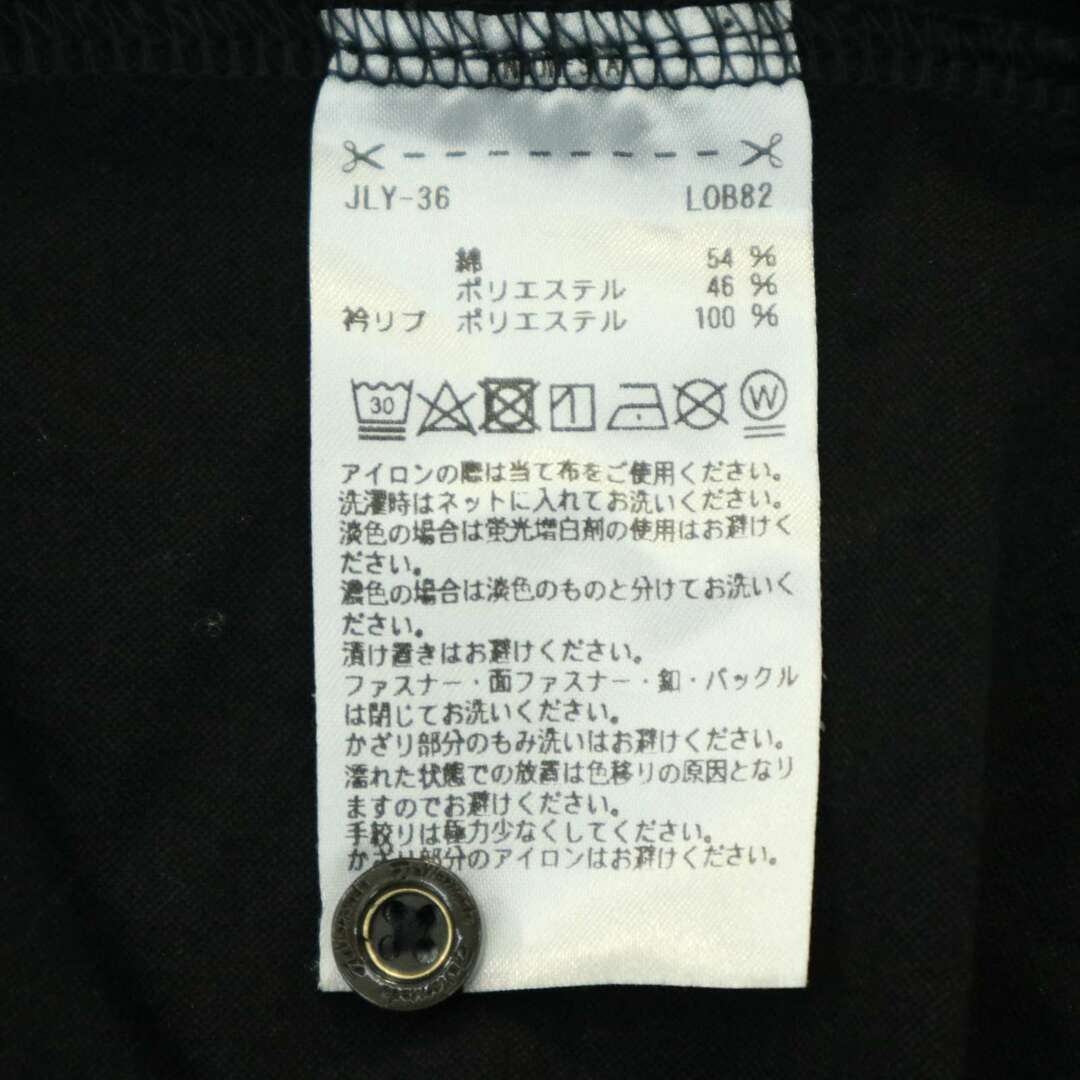 JLY-36 LOB82
綿 54 %
ポリエステル 46 %
衿リブ ポリエステル 100 %
30 1 W
アイロンの際は当て布をご使用ください。
洗濯時はネットに入れてお洗いください。
淡色の場合は蛍光増白剤の使用はお避けく
ださい。
濃色の場合は淡色のものと分けてお洗いく
ださい。
漬け置きはお避けください。
ファスナー・面ファスナー・釦・バックル
は閉じてお洗いください。
かざり部分のもみ洗いはお避けください。
濡れた状態での放置は色移りの原因となり
ますのでお避けください。
手絞りは極力少なくしてください。
かざり部分のアイロンはお避けください。